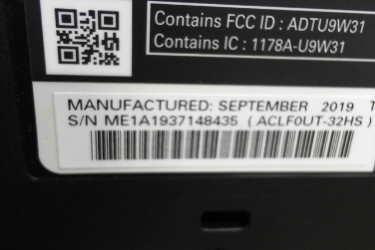 Contains FCC ID : ADTU9W31
Contains IC : 1178A-U9W31
MANUFACTURED: SEPTEMBER 2019 T
S/N ME1A1937148435 ( ACLF0UT-32HS )